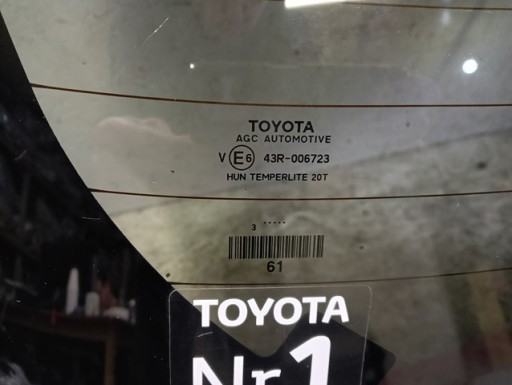 TOYOTA
AGC AUTOMOTIVE
V E6 43R-006723
HUN TEMPERLITE 20T
3 .....
61
TOYOTA
Nr.1